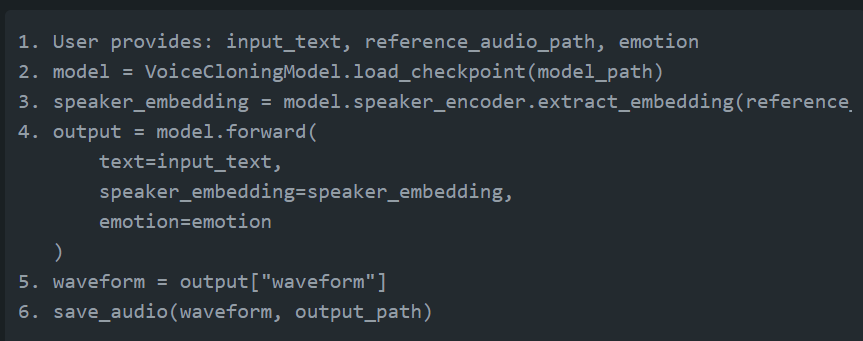 1. User provides: input_text, reference_audio_path, emotion
2. model = VoiceCloningModel.load_checkpoint(model_path)
3. speaker_embedding = model.speaker_encoder.extract_embedding(reference_
4. output = model.forward(
text=input_text,
speaker_embedding=speaker_embedding,
emotion=emotion
)
5. waveform = output["waveform"]
6. save_audio(waveform, output_path)